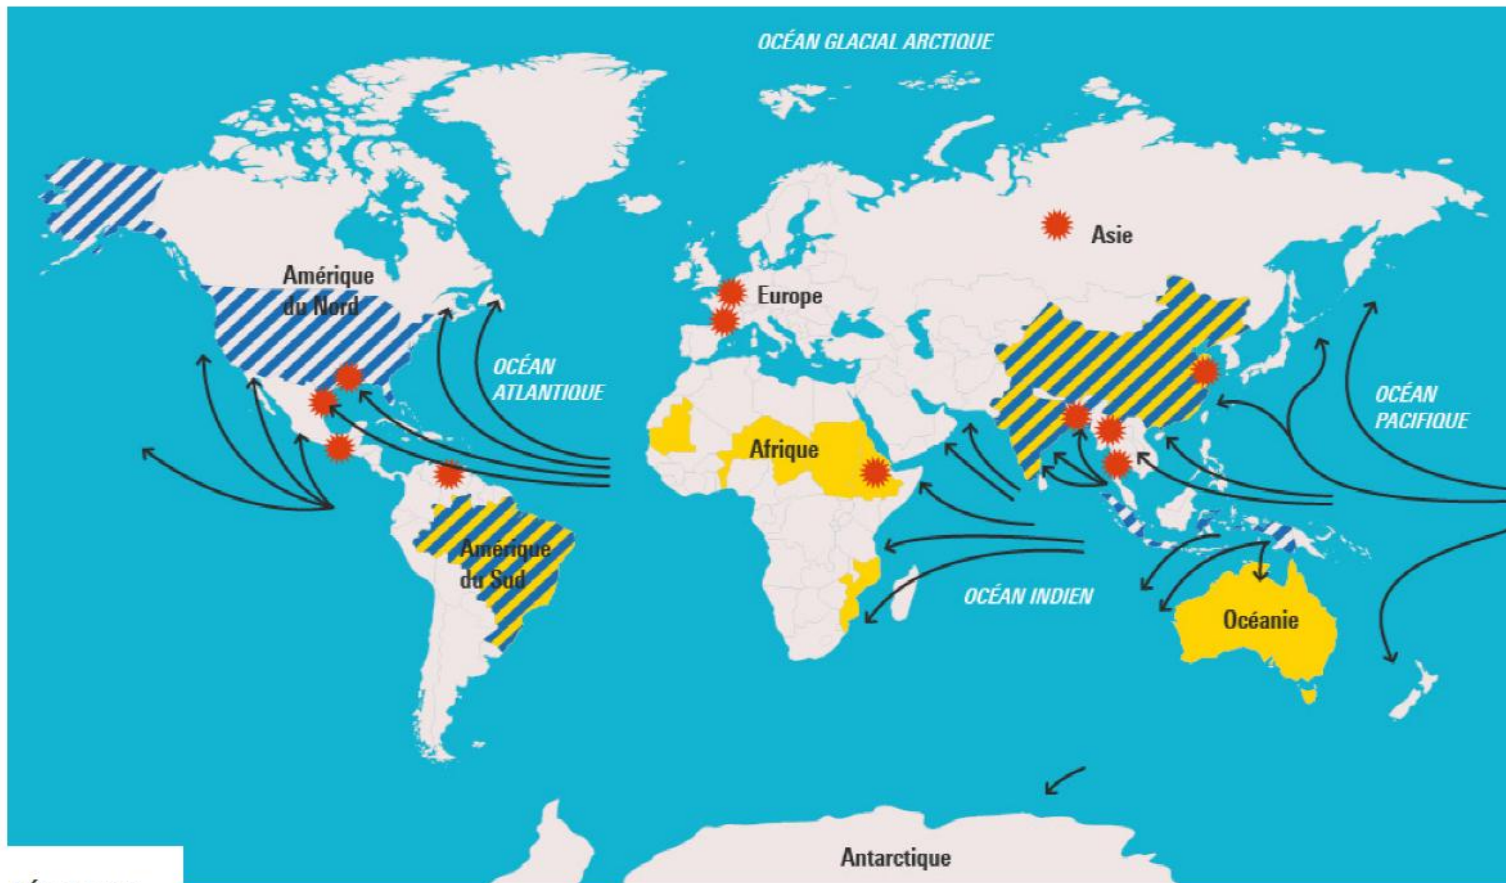 OCÉAN GLACIAL ARCTIQUE
Asie
Amérique
du Nord
Europe
OCÉAN
ATLANTIQUE
OCÉAN
PACIFIQUE
Afrique
Amérique
du Sud
OCÉAN INDIEN
Océanie
Antarctique